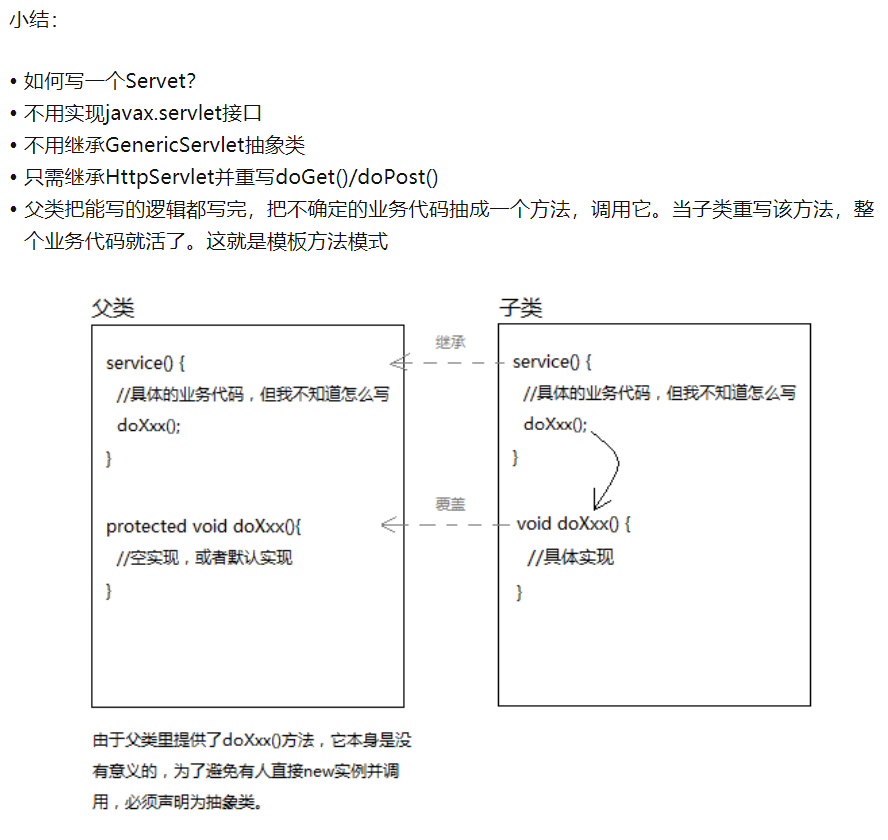 小结：
• 如何写一个Servet?
• 不用实现javax.servlet接口
• 不用继承GenericServlet抽象类
• 只需继承HttpServlet并重写doGet()/doPost()
• 父类把能写的逻辑都写完，把不确定的业务代码抽成一个方法，调用它。当子类重写该方法，整
个业务代码就活了。这就是模板方法模式
父类
service() {
//具体的业务代码，但我不知道怎么写
doXxx();
}
protected void doXxx(){
//空实现，或者默认实现
}
继承
覆盖
子类
service() {
//具体的业务代码，但我不知道怎么写
doXxx();
}
void doXxx() {
//具体实现
}
由于父类里提供了doXxx()方法，它本身是没
有意义的，为了避免有人直接new实例并调
用，必须声明为抽象类。